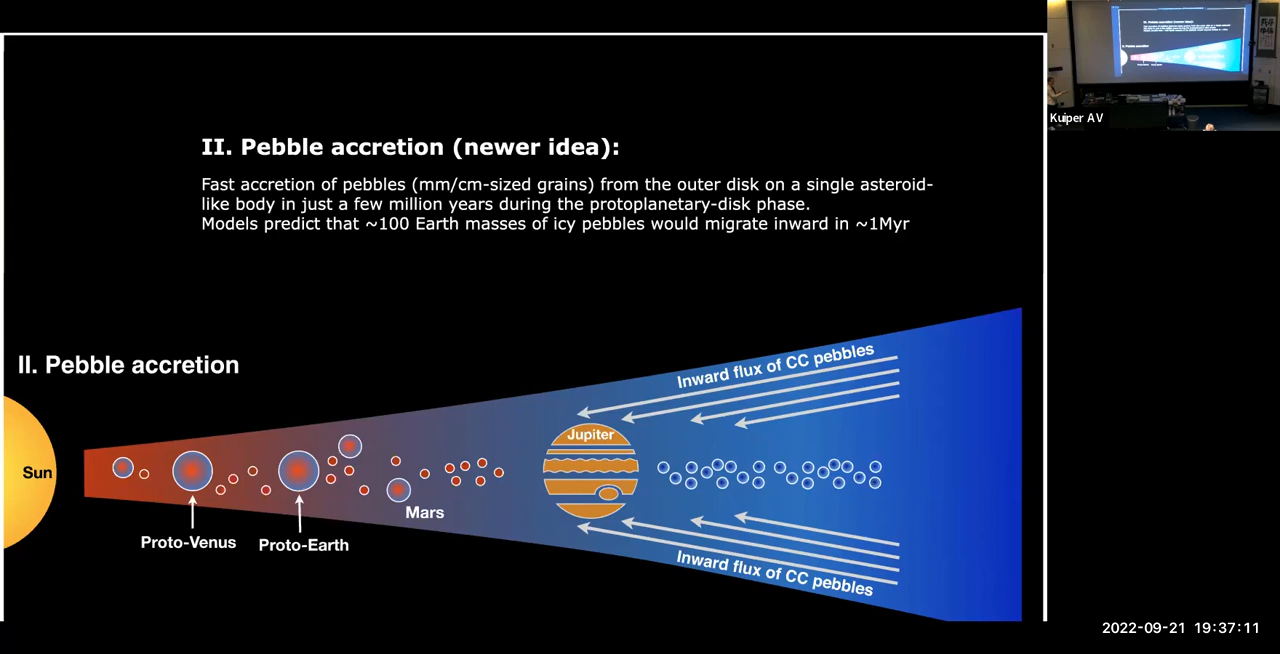 II. Pebble accretion (newer idea):
Fast accretion of pebbles (mm/cm-sized grains) from the outer disk on a single asteroid-
like body in just a few million years during the protoplanetary-disk phase.
Models predict that ~100 Earth masses of icy pebbles would migrate inward in ~1Myr
II. Pebble accretion
Inward flux of CC pebbles
Jupiter
Sun
Mars
Proto-Venus
Proto-Earth
Inward flux of CC pebbles
Kuiper AV
2022-09-21 19:37:11